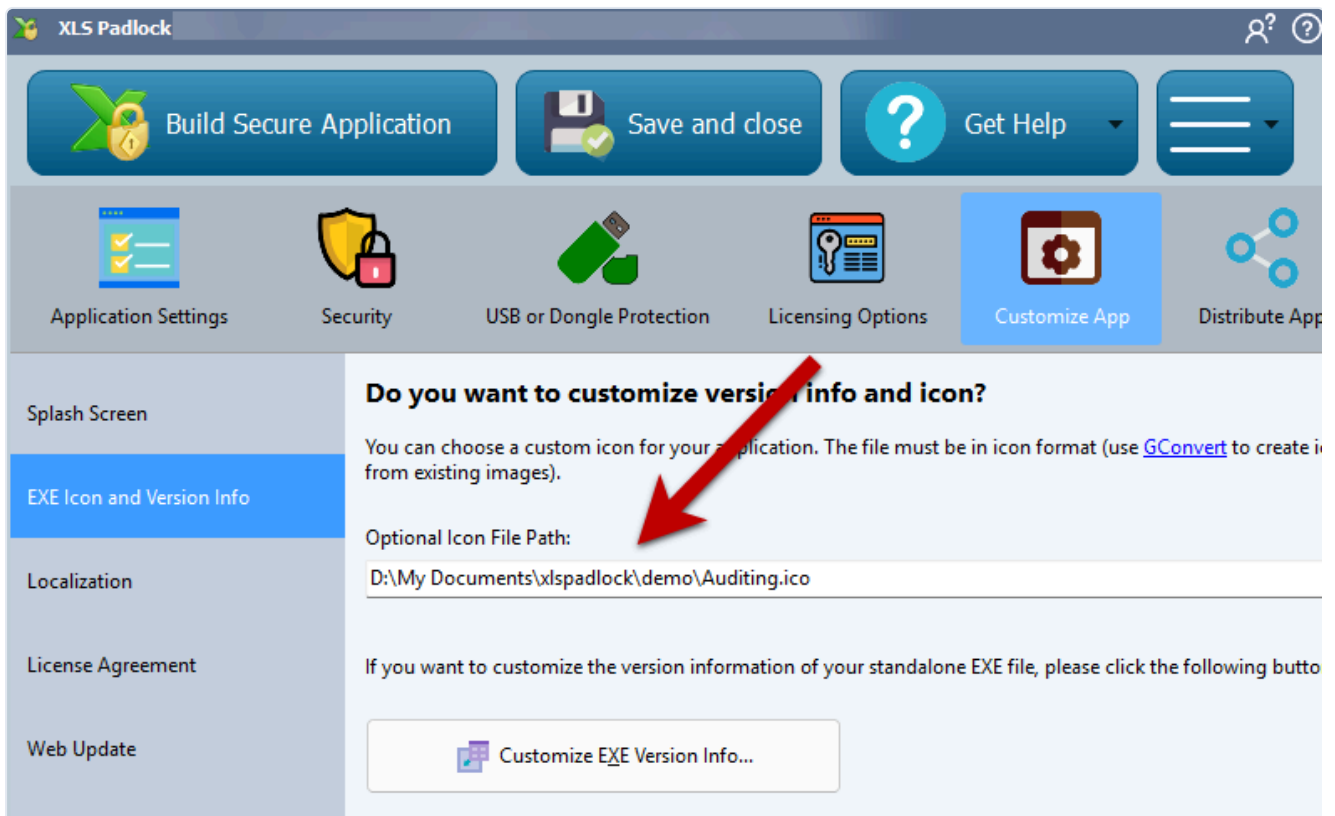 XLS Padlock
Build Secure Application
Save and close
Get Help
Application Settings
Security
USB or Dongle Protection
Licensing Options
Customize App
Distribute App
Splash Screen
EXE Icon and Version Info
Localization
License Agreement
Web Update
Do you want to customize version info and icon?
You can choose a custom icon for your application. The file must be in icon format (use GConvert to create
from existing images).
Optional Icon File Path:
D:\My Documents\xlspadlock\demo\Auditing.ico
If you want to customize the version information of your standalone EXE file, please click the following butto
Customize EXE Version Info...